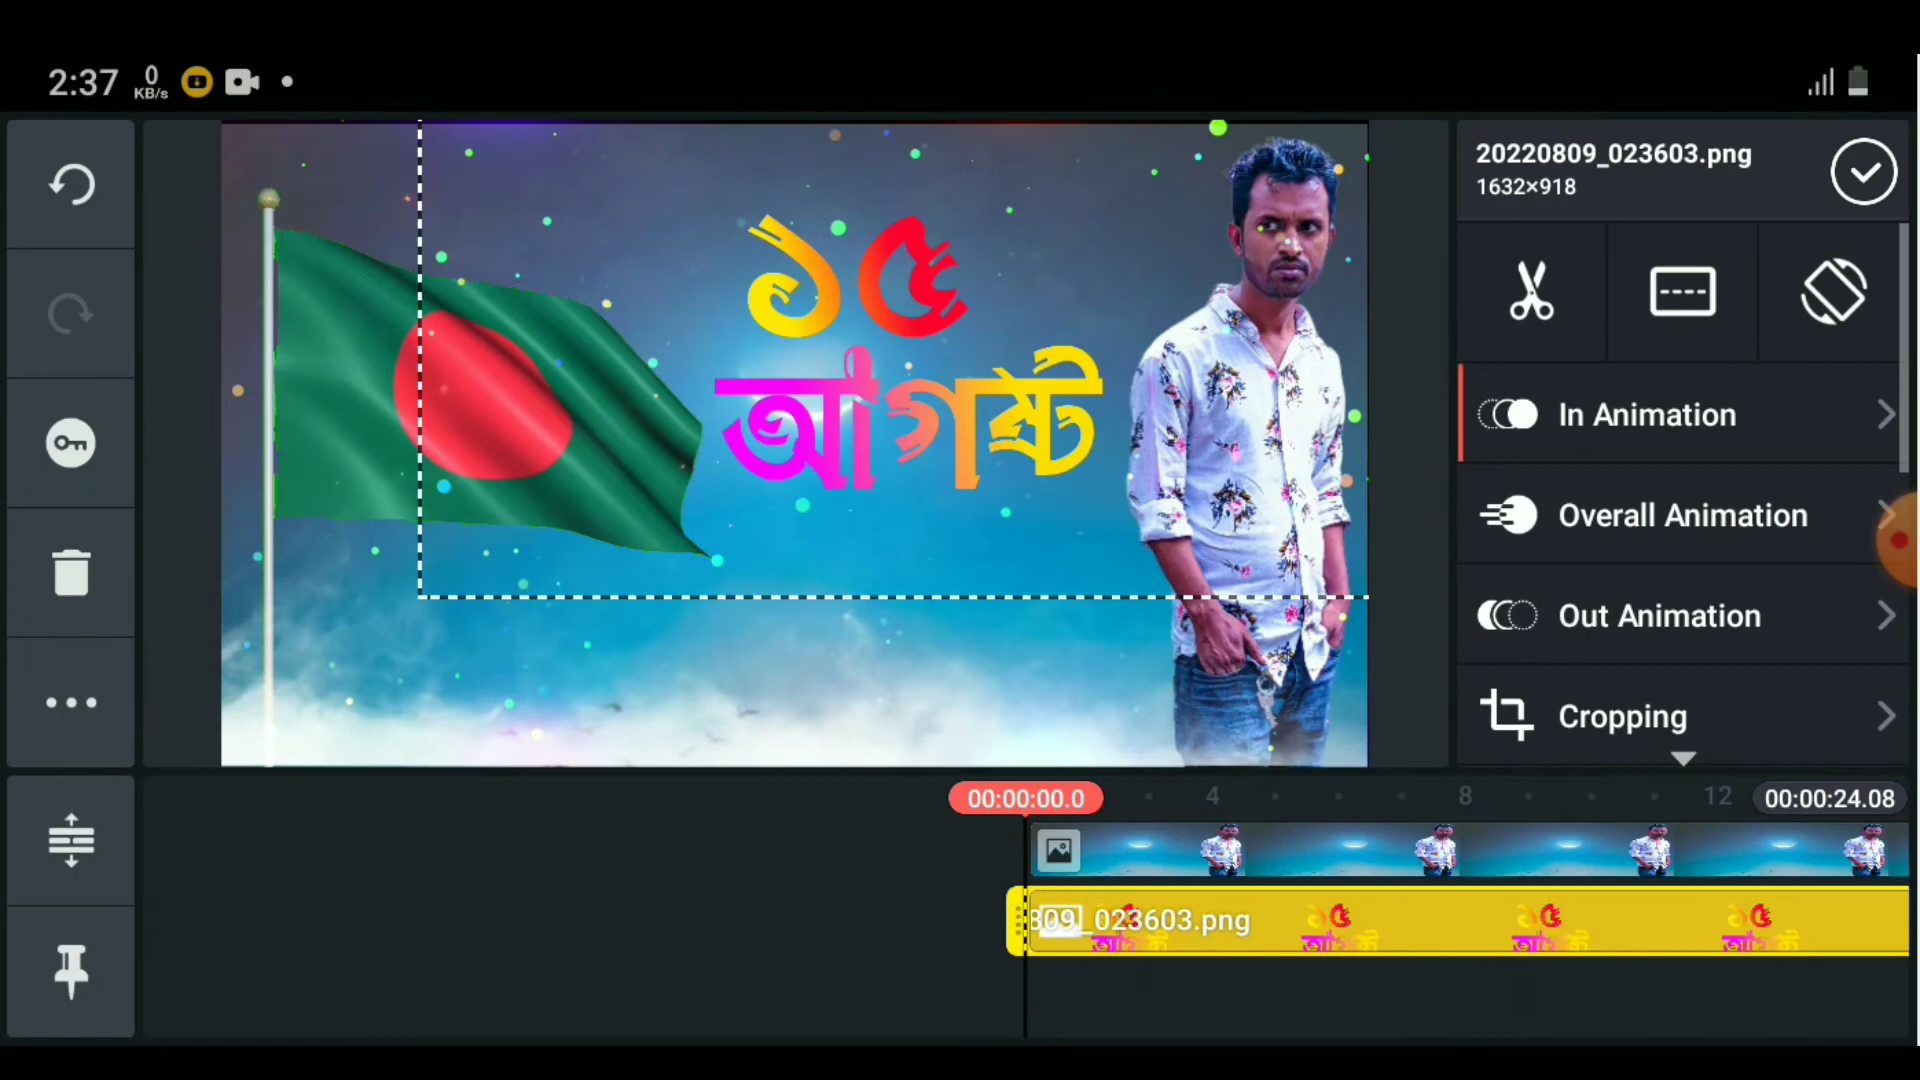 2:37 0 KB/s
20220809_023603.png
1632×918
১৫
আগষ্ট
In Animation
Overall Animation
Out Animation
Cropping
00:00:00.0 4 8 12 00:00:24.08
809_023603.png